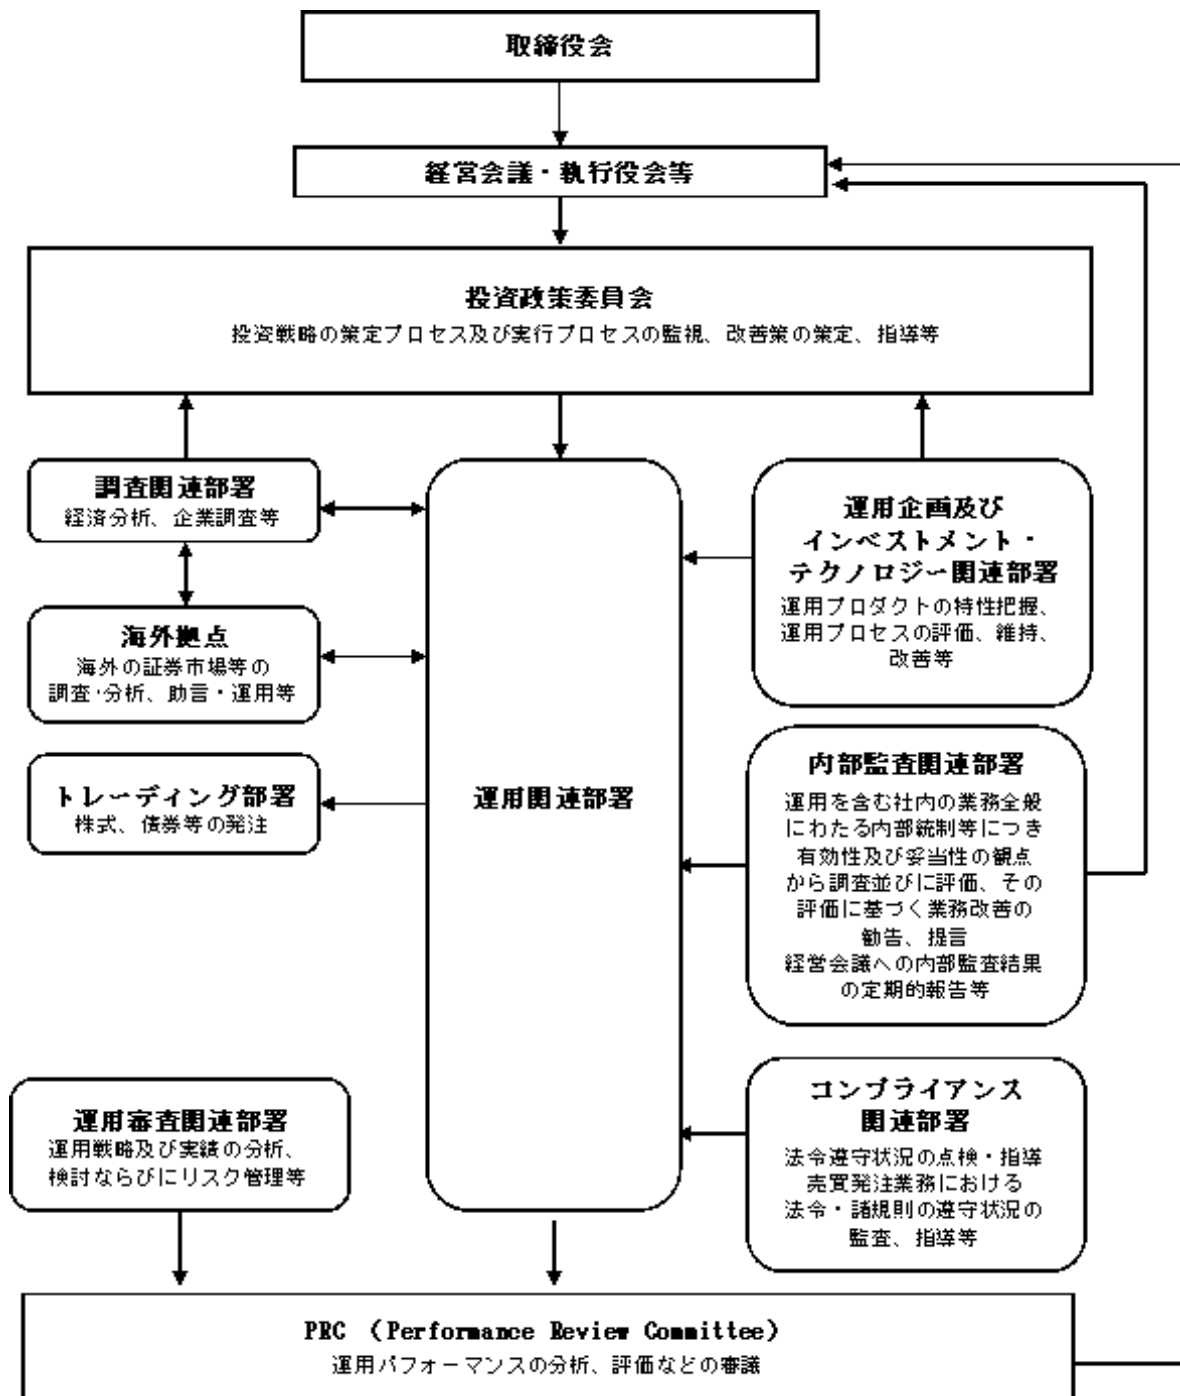 取締役会
経営会議・執行役会等
投資政策委員会
投資戦略の策定プロセス及び実行プロセスの監視、改善策の策定、指導等
調査関連部署
経済分析、企業調査等
海外拠点
海外の証券市場等の
調査・分析、助言・運用等
トレーディング部署
株式、債券等の発注
運用関連部署
運用企画及び
インベストメント・
テクノロジー関連部署
運用プロダクトの特性把握、
運用プロセスの評価、維持、
改善等
内部監査関連部署
運用を含む社内の業務全般
にわたる内部統制等につき
有効性及び妥当性の観点
から調査並びに評価、その
評価に基づく業務改善の
勧告、提言
経営会議への内部監査結果
の定期的報告等
コンプライアンス
関連部署
法令遵守状況の点検・指導
売買発注業務における
法令・諸規則の遵守状況の
監査、指導等
運用審査関連部署
運用戦略及び実績の分析、
検討ならびにリスク管理等
PRC （Performance Review Committee）
運用パフォーマンスの分析、評価などの審議